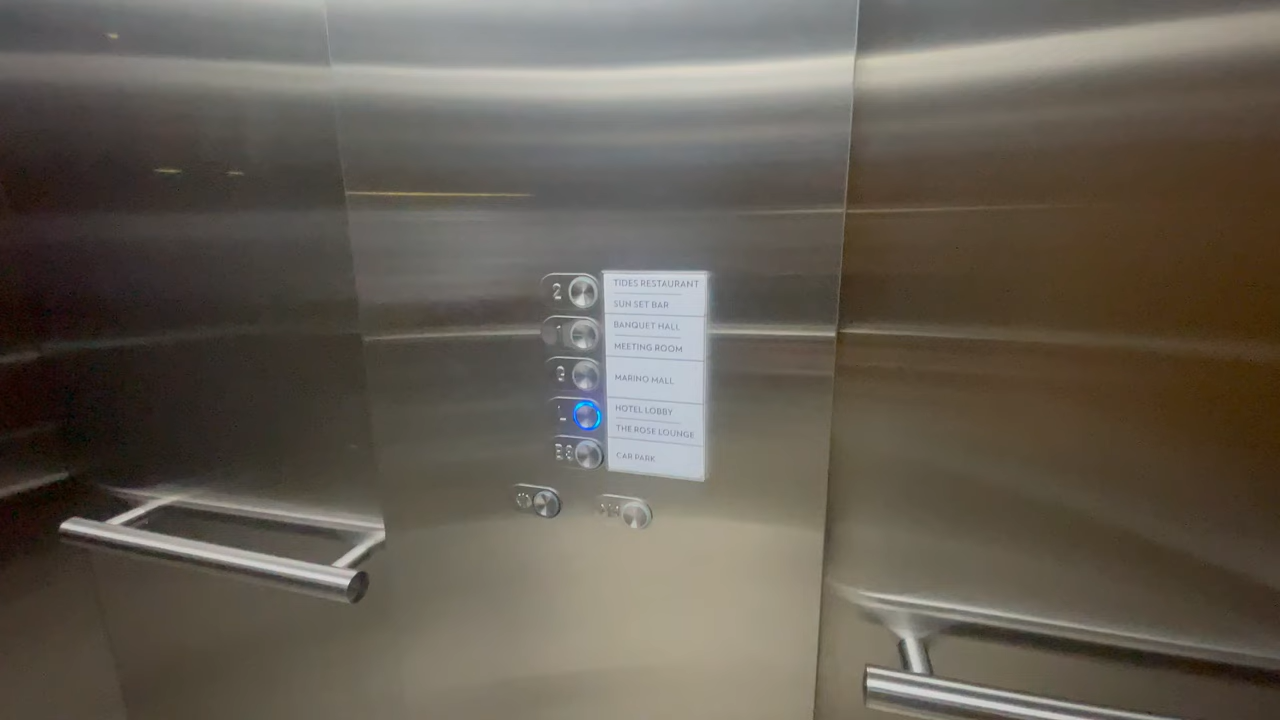 2
TIDES RESTAURANT
SUN SET BAR
1
BANQUET HALL
MEETING ROOM
MARINO MALL
HOTEL LOBBY
THE ROSE LOUNGE
CAR PARK